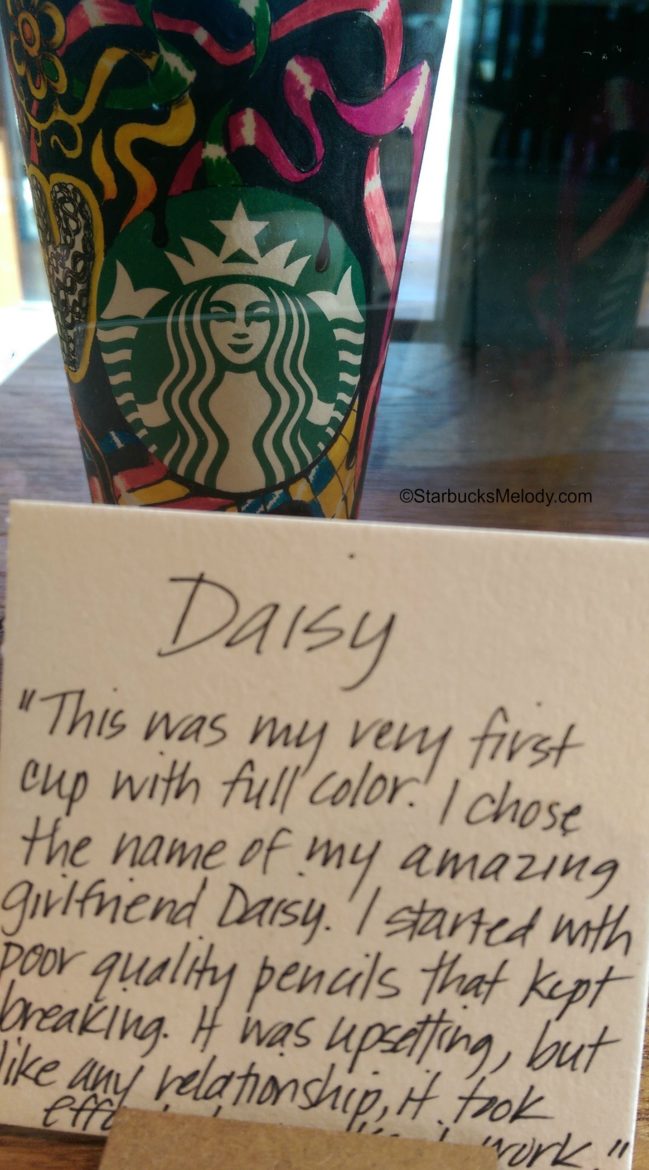 ©StarbucksMelody.com
Daisy
"This was my very first
cup with full color. I chose
the name of my amazing
girlfriend Daisy. I started with
poor quality pencils that kept
breaking. It was upsetting, but
like any relationship, it took
work."